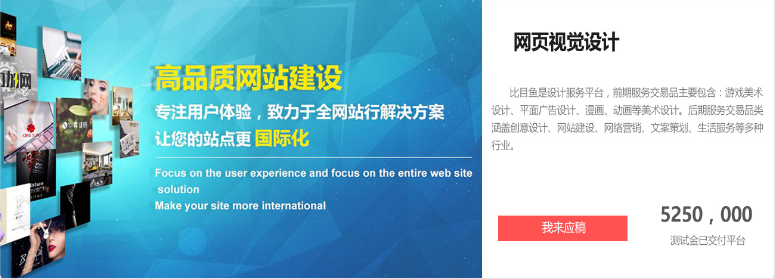 高品质网站建设
专注用户体验，致力于全网站行解决方案
让您的站点更 国际化
Focus on the user experience and focus on the entire web site
solution
Make your site more international
网页视觉设计
比目鱼是设计服务平台，前期服务交易品主要包含：游戏美术
设计、平面广告设计、漫画、动画等美术设计。后期服务交易品类
涵盖创意设计、网站建设、网络营销、文案策划、生活服务等多种
行业。
我来应稿
5250，000
测试金已交付平台